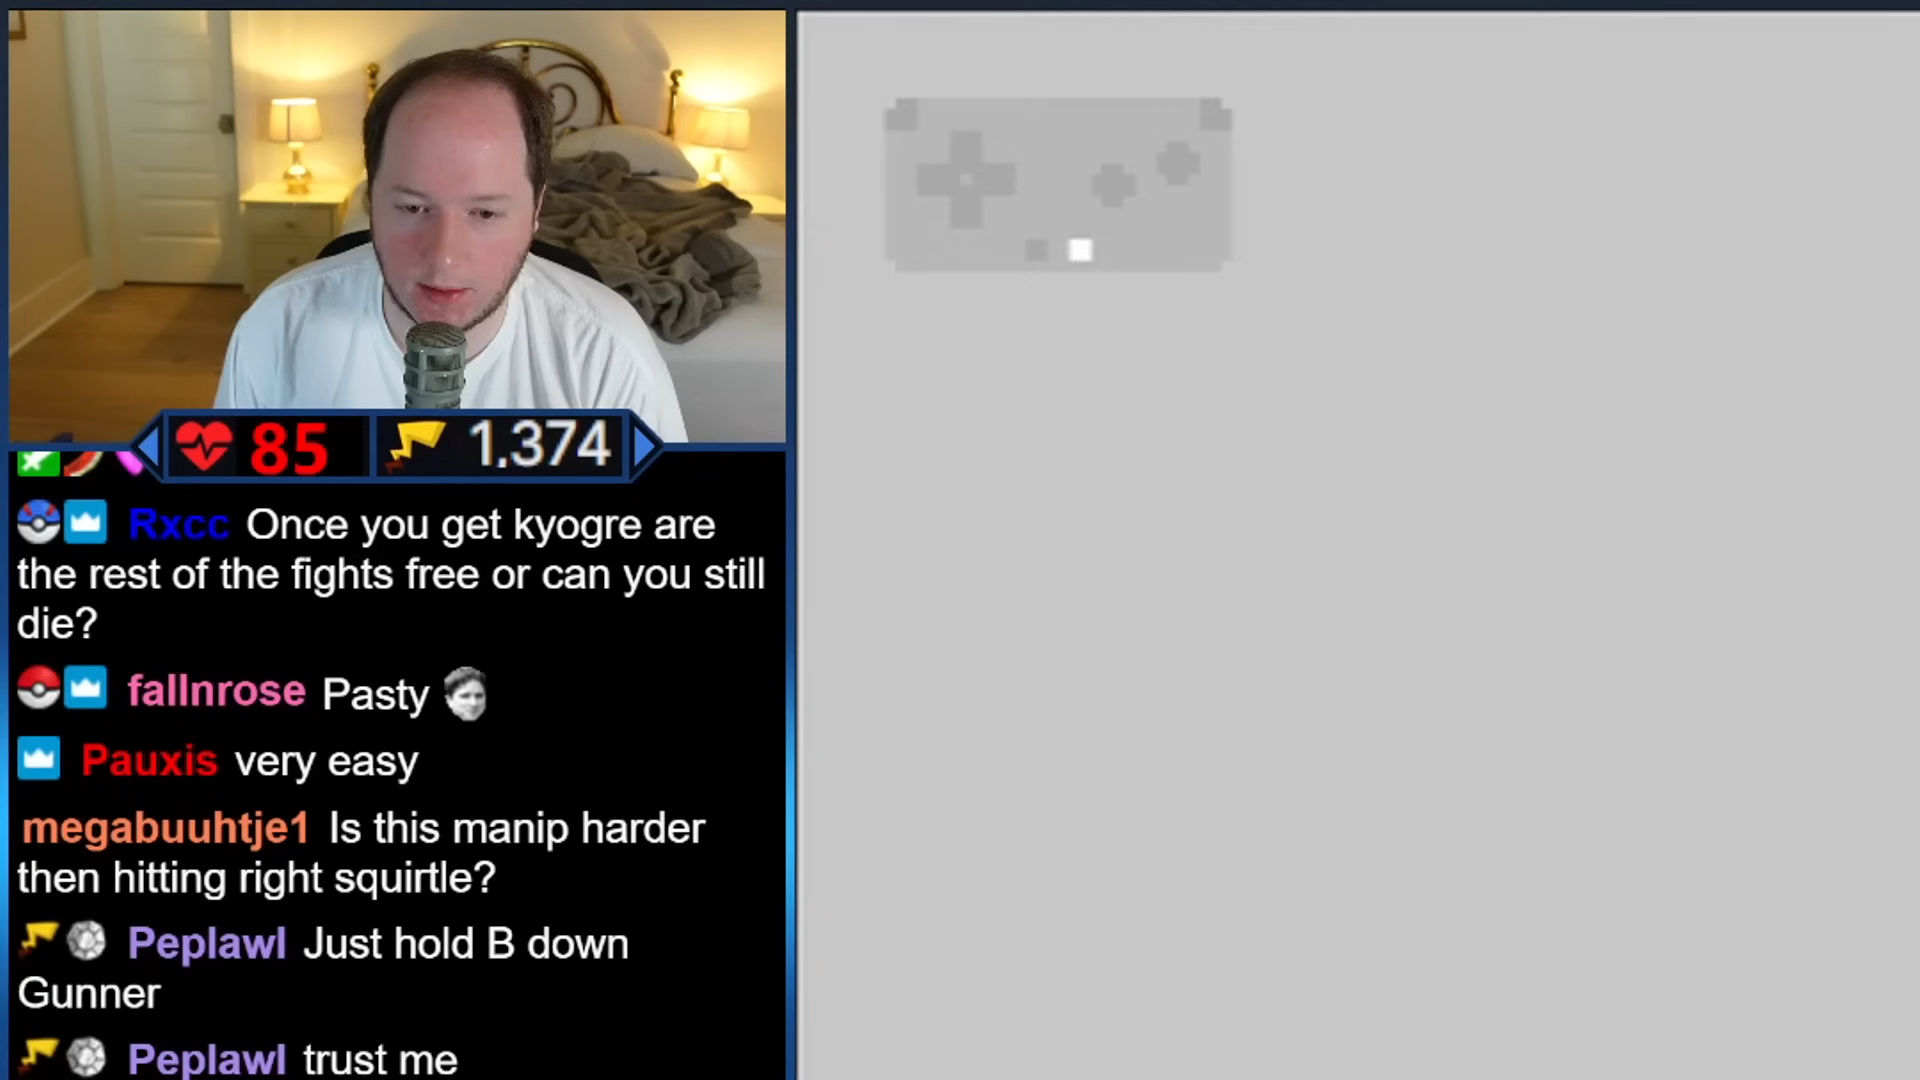 85
1,374
Rxcc Once you get kyogre are
the rest of the fights free or can you still
die?
fallnrose Pasty
Pauxis very easy
megabuuhtje1 Is this manip harder
then hitting right squirtle?
Peplawl Just hold B down
Gunner
Peplawl trust me